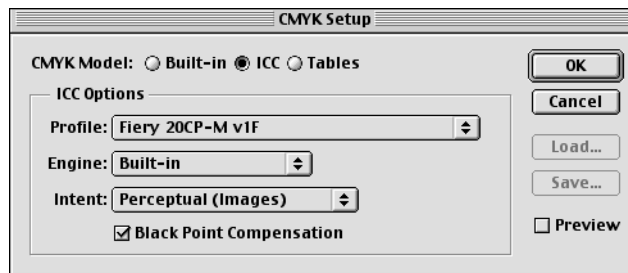 CMYK Setup
CMYK Model: Built-in ICC Tables
ICC Options
Profile: Fiery 20CP-M v1F
Engine: Built-in
Intent: Perceptual (Images)
Black Point Compensation
OK
Cancel
Load...
Save...
Preview